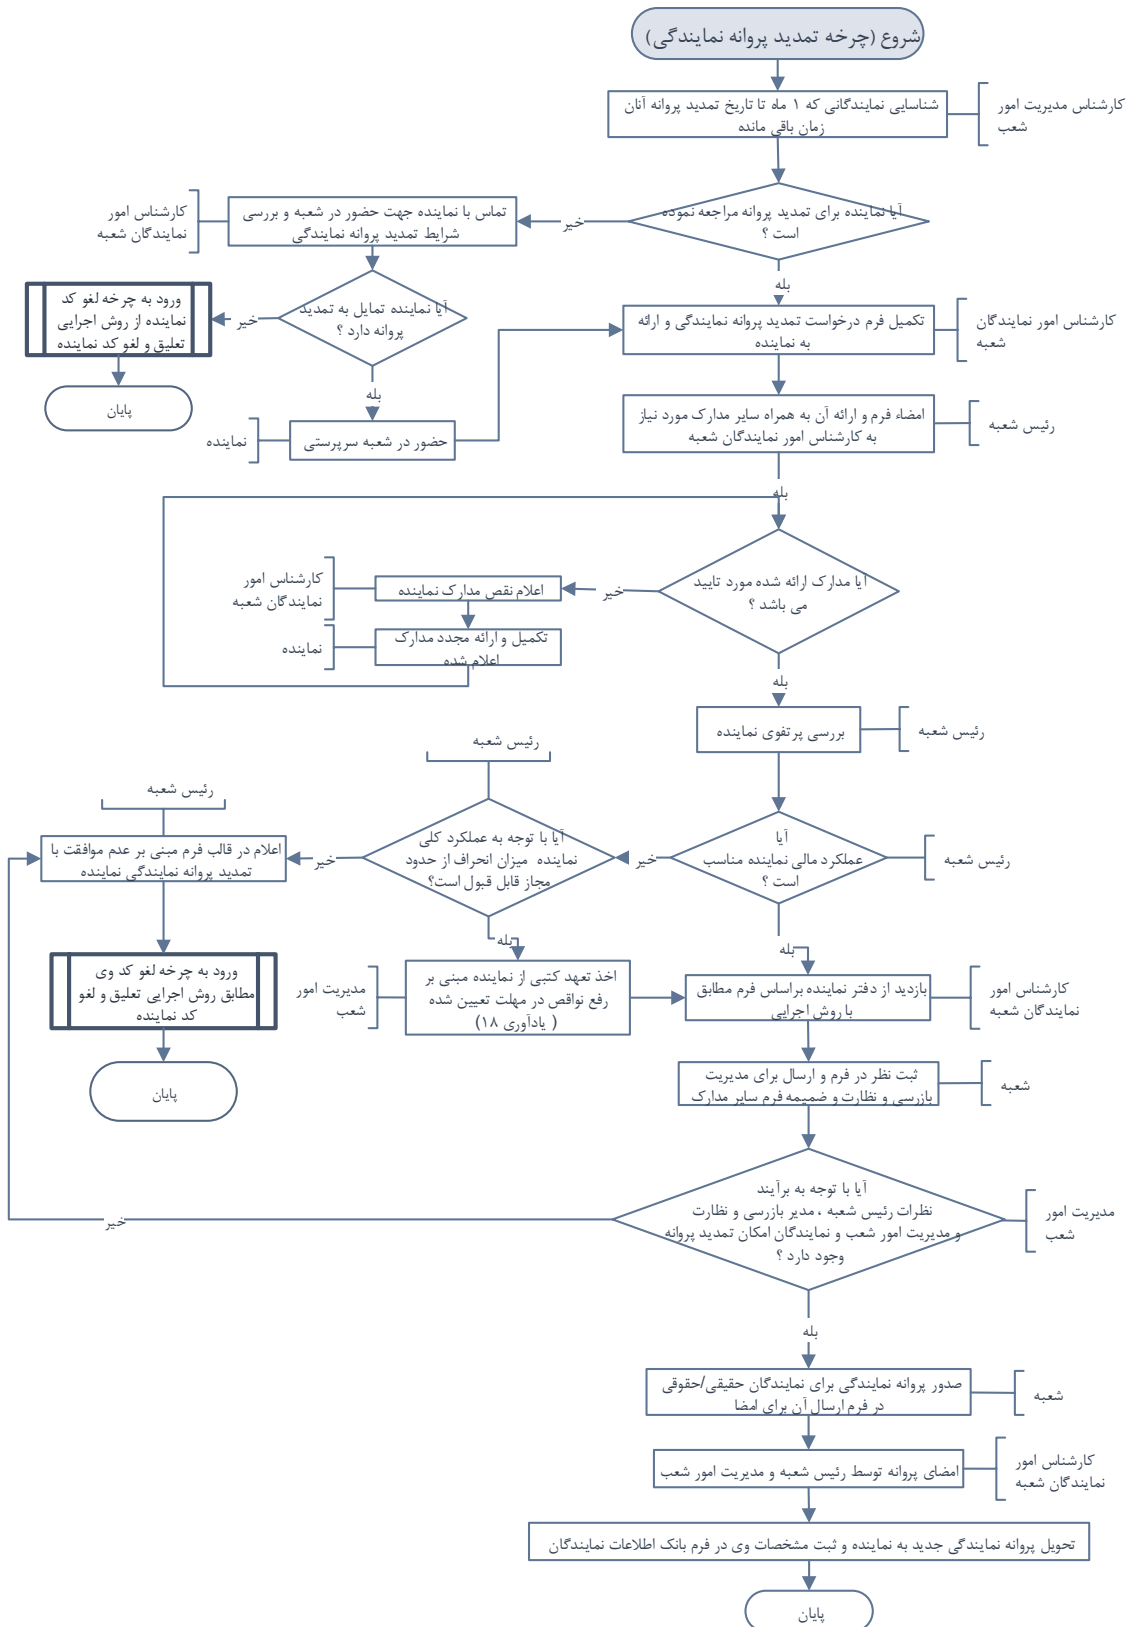 شروع (چرخه تمدید پروانه نمایندگی)
شناسایی نمایندگانی که ۱ ماه تا تاریخ تمدید پروانه آنان
زمان باقی مانده
کارشناس مدیریت امور
شعب
آیا نماینده برای تمدید پروانه مراجعه نموده
است ؟
خیر
تماس با نماینده جهت حضور در شعبه و بررسی
شرایط تمدید پروانه نمایندگی
کارشناس امور
نمایندگان شعبه
آیا نماینده تمایل به تمدید
پروانه دارد ؟
خیر
ورود به چرخه لغو کد
نماینده از روش اجرایی
تعلیق و لغو کد نماینده
پایان
بله
حضور در شعبه سرپرستی
نماینده
بله
تکمیل فرم درخواست تمدید پروانه نمایندگی و ارائه
به نماینده
کارشناس امور نمایندگان
شعبه
امضاء فرم و ارائه آن به همراه سایر مدارک مورد نیاز
به کارشناس امور نمایندگان شعبه
رئیس شعبه
بله
آیا مدارک ارائه شده مورد تایید
می باشد ؟
خیر
اعلام نقص مدارک نماینده
کارشناس امور
نمایندگان شعبه
تکمیل و ارائه مجدد مدارک
اعلام شده
نماینده
بله
بررسی پرتفوی نماینده
رئیس شعبه
آیا
عملکرد مالی نماینده مناسب
است ؟
رئیس شعبه
خیر
رئیس شعبه
آیا با توجه به عملکرد کلی
نماینده میزان انحراف از حدود
مجاز قابل قبول است؟
خیر
رئیس شعبه
اعلام در قالب فرم مبنی بر عدم موافقت با
تمدید پروانه نمایندگی نماینده
ورود به چرخه لغو کد وی
مطابق روش اجرایی تعلیق و لغو
کد نماینده
پایان
بله
اخذ تعهد کتبی از نماینده مبنی بر
رفع نواقص در مهلت تعیین شده
( یادآوری ۱۸)
مدیریت امور
شعب
بله
بازدید از دفتر نماینده براساس فرم مطابق
با روش اجرایی
کارشناس امور
نمایندگان شعبه
ثبت نظر در فرم و ارسال برای مدیریت
بازرسی و نظارت و ضمیمه فرم سایر مدارک
شعبه
آیا با توجه به برآیند
نظرات رئیس شعبه ، مدیر بازرسی و نظارت
و مدیریت امور شعب و نمایندگان امکان تمدید پروانه
وجود دارد ؟
مدیریت امور
شعب
خیر
بله
صدور پروانه نمایندگی برای نمایندگان حقیقی/حقوقی
در فرم ارسال آن برای امضا
شعبه
امضای پروانه توسط رئیس شعبه و مدیریت امور شعب
کارشناس امور
نمایندگان شعبه
تحویل پروانه نمایندگی جدید به نماینده و ثبت مشخصات وی در فرم بانک اطلاعات نمایندگان
پایان